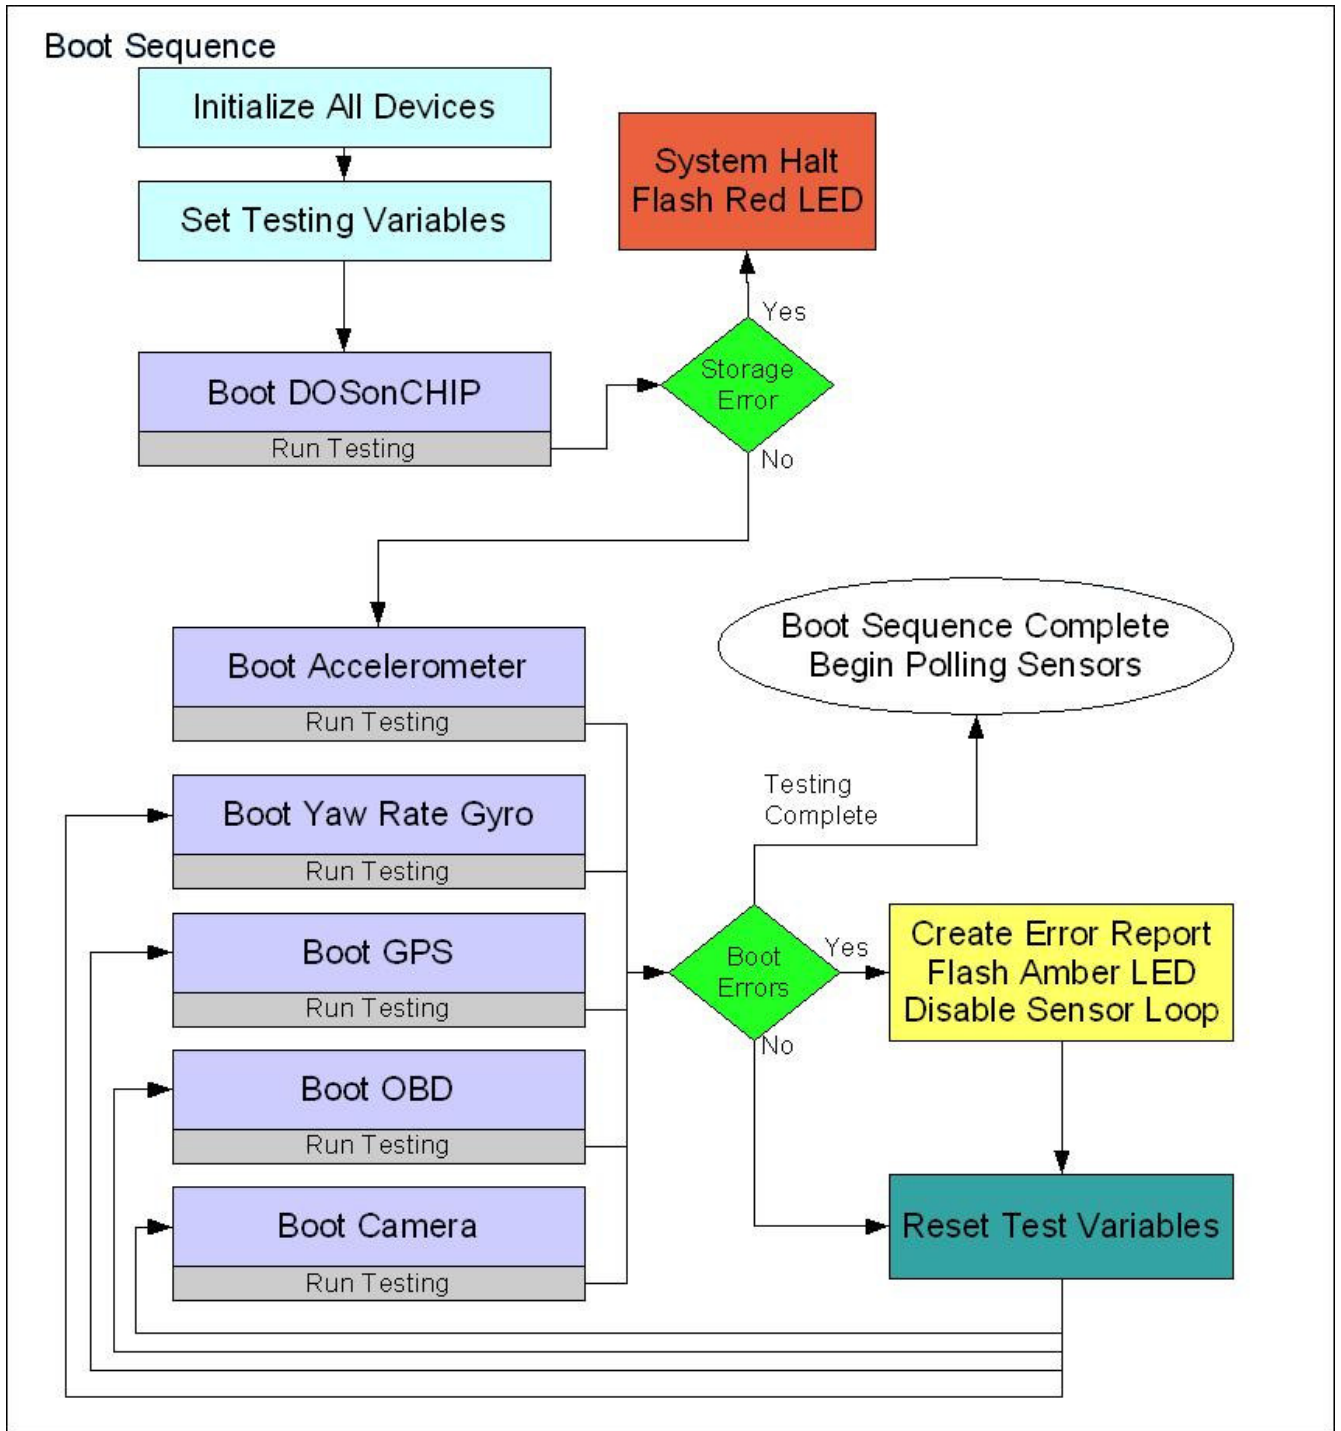 Boot Sequence
Initialize All Devices
Set Testing Variables
System Halt
Flash Red LED
Yes
Storage
Error
No
Boot DOSonCHIP
Run Testing
Boot Accelerometer
Run Testing
Boot Yaw Rate Gyro
Run Testing
Boot GPS
Run Testing
Boot OBD
Run Testing
Boot Camera
Run Testing
Boot Sequence Complete
Begin Polling Sensors
Testing
Complete
Boot
Errors
Yes
No
Create Error Report
Flash Amber LED
Disable Sensor Loop
Reset Test Variables